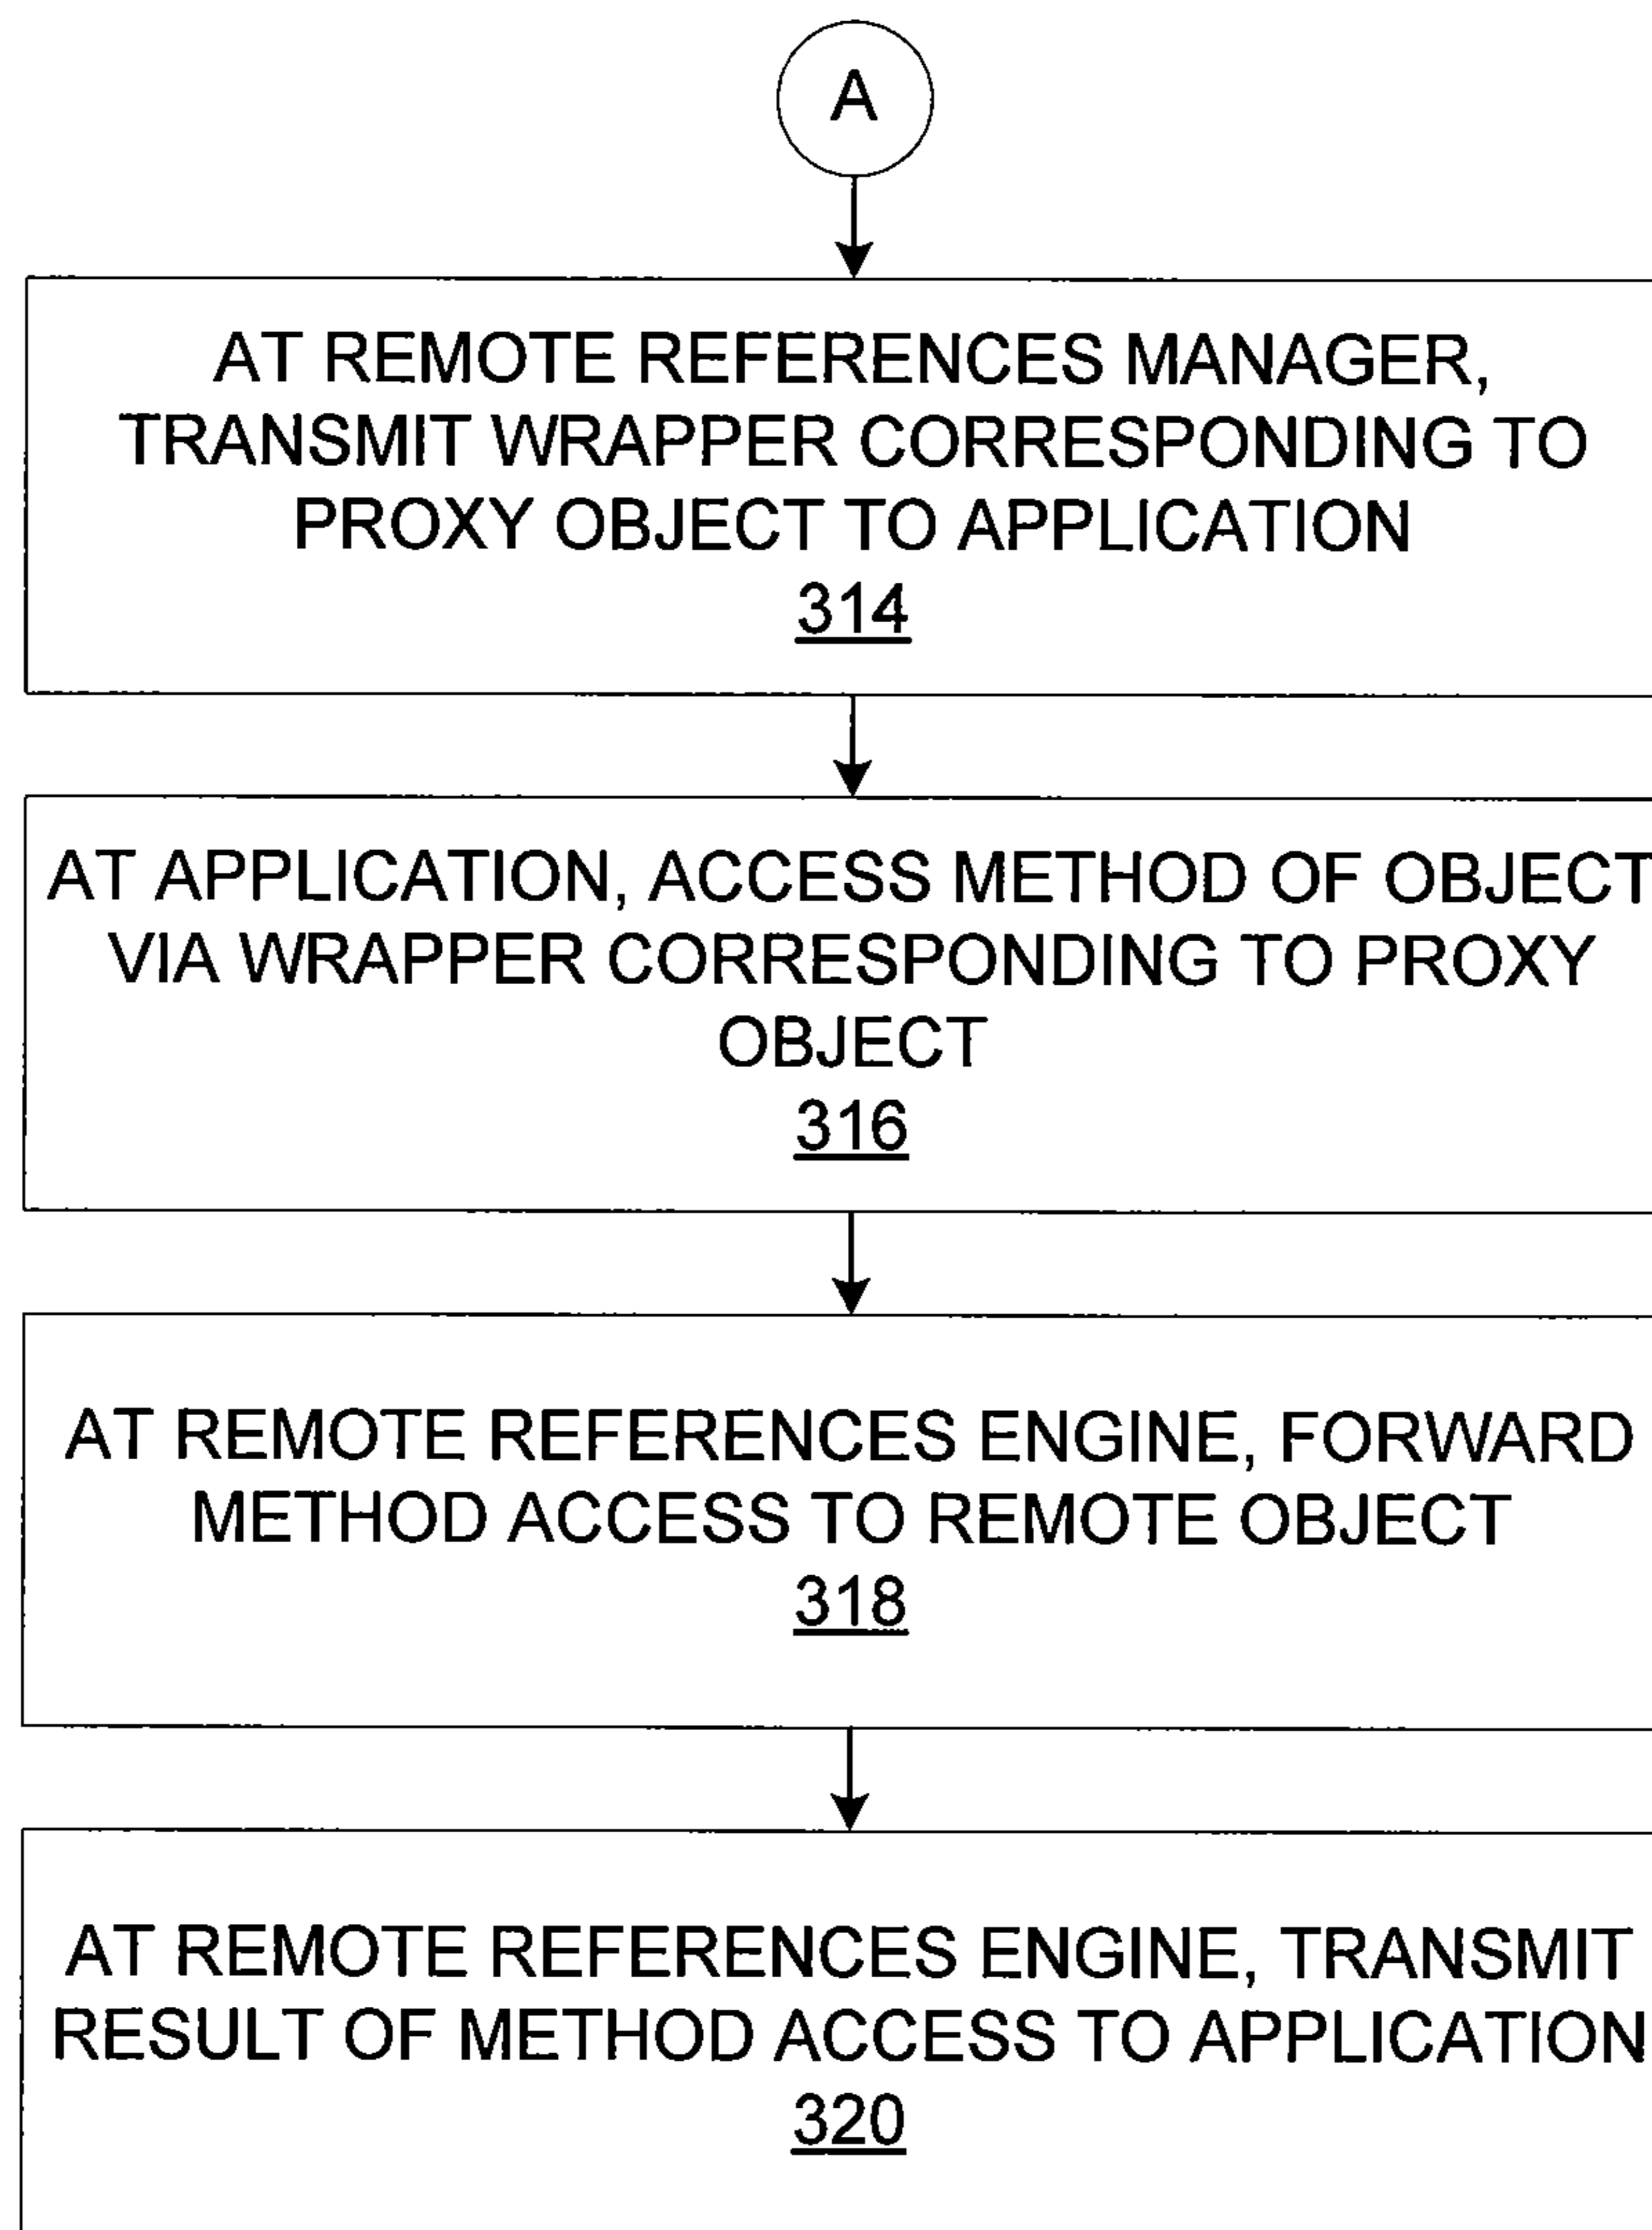 A
AT REMOTE REFERENCES MANAGER,
TRANSMIT WRAPPER CORRESPONDING TO
PROXY OBJECT TO APPLICATION
314
AT APPLICATION, ACCESS METHOD OF OBJECT
VIA WRAPPER CORRESPONDING TO PROXY
OBJECT
316
AT REMOTE REFERENCES ENGINE, FORWARD
METHOD ACCESS TO REMOTE OBJECT
318
AT REMOTE REFERENCES ENGINE, TRANSMIT
RESULT OF METHOD ACCESS TO APPLICATION
320